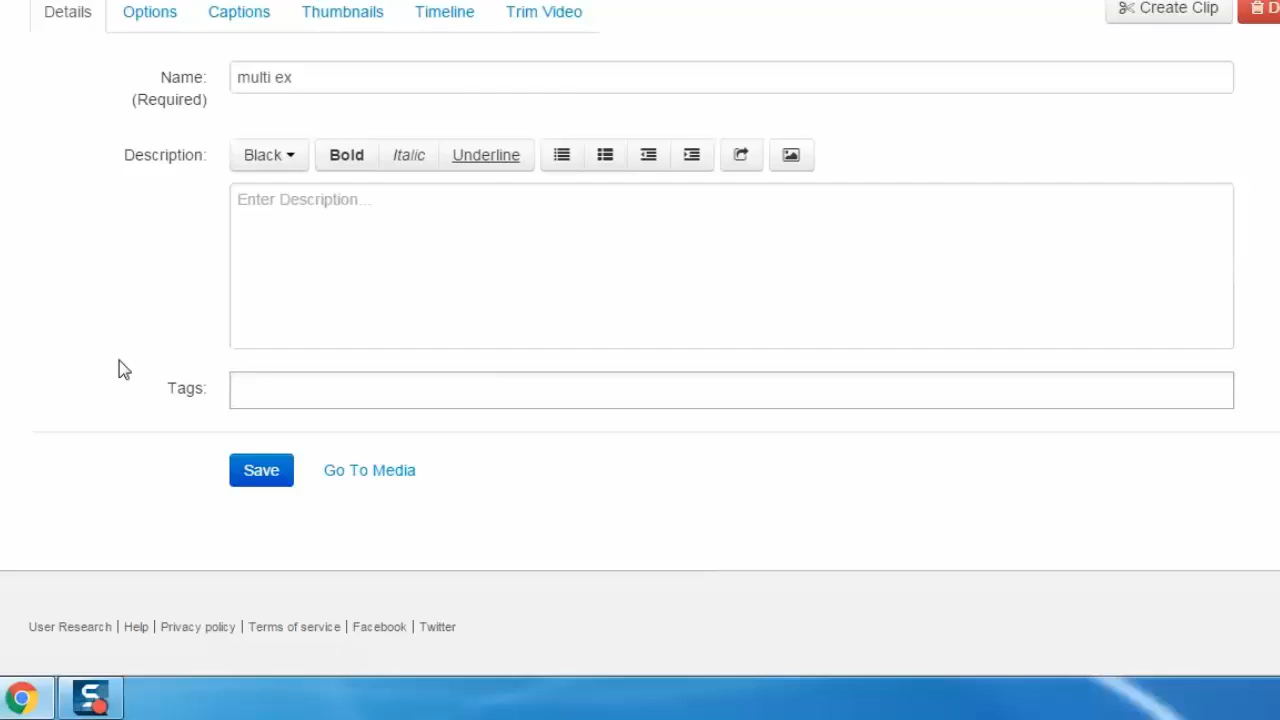 Details Options Captions Thumbnails Timeline Trim Video Create Clip D
Name: multi ex
(Required)
Description: Black Bold Italic Underline
Enter Description...
Tags:
Save Go To Media
User Research | Help | Privacy policy | Terms of service | Facebook | Twitter